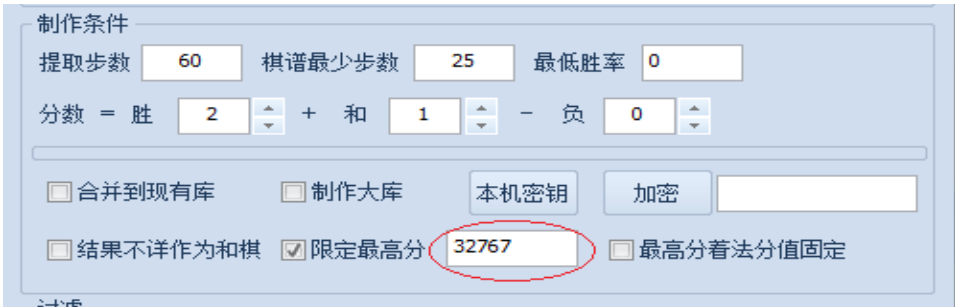 制作条件
提取步数 60 棋谱最少步数 25 最低胜率 0
分数 = 胜 2 + 和 1 - 负 0
合并到现有库 制作大库 本机密钥 加密
结果不详作为和棋 限定最高分 32767 最高分着法分值固定
过滤